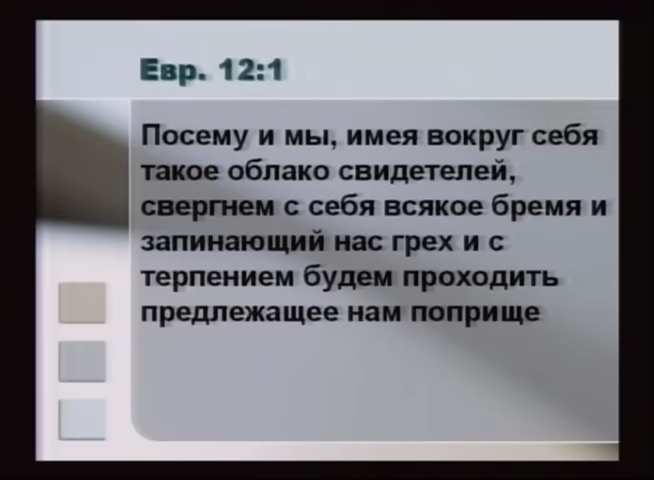 Евр. 12:1
Посему и мы, имея вокруг себя
такое облако свидетелей,
свергнем с себя всякое бремя и
запинающий нас грех и с
терпением будем проходить
предлежащее нам поприще